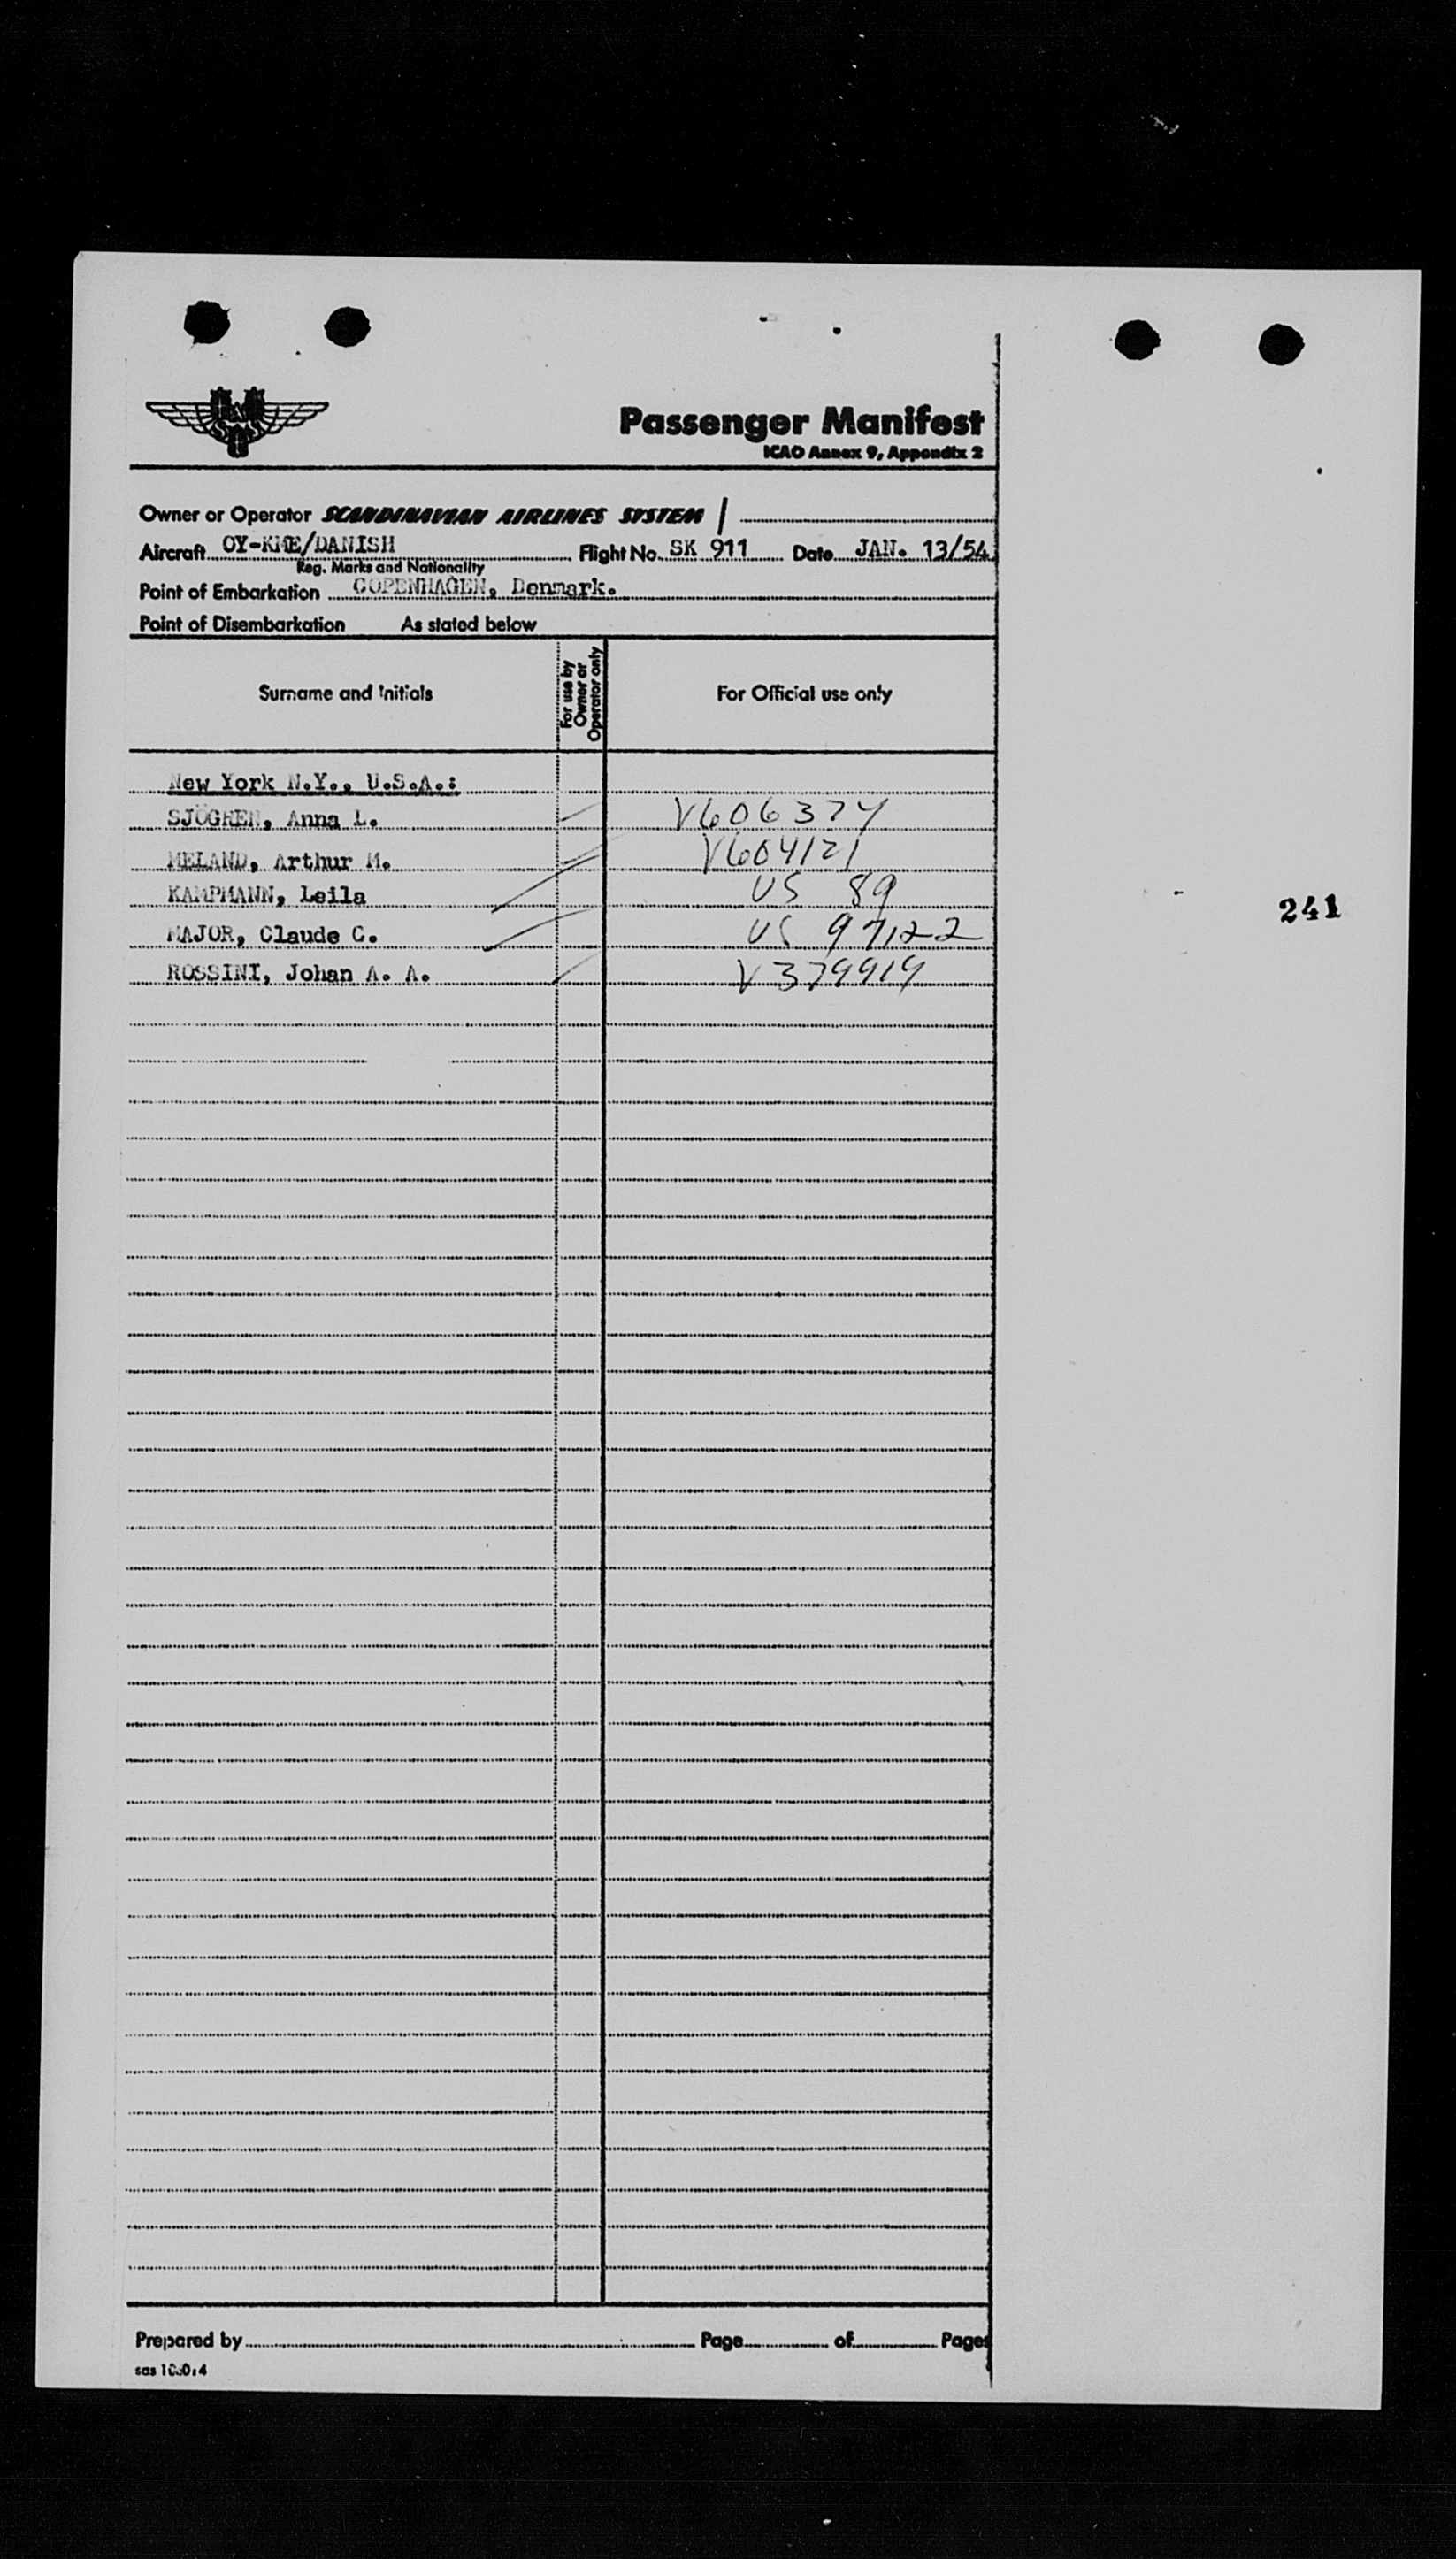 Passenger Manifest
ICAO Annex 9, Appendix 2
Owner or Operator SCANDINAVIAN AIRLINES SYSTEM /
Aircraft OY-KME/DANISH Flight No. SK 911 Date JAN. 13/54
Reg. Marks and Nationality
Point of Embarkation COPENHAGEN, Denmark.
Point of Disembarkation As stated below
Surname and Initials For use by Owner or Operator only For Official use only
New York N.Y., U.S.A.:
SJÖGREN, Anna L. V606374
MELAND, Arthur M. V604121
KAMPMANN, Leila US 89
241
MAJOR, Claude C. US 97122
ROSSINI, Johan A. A. V379919
Prepared by Page of Pages
sas